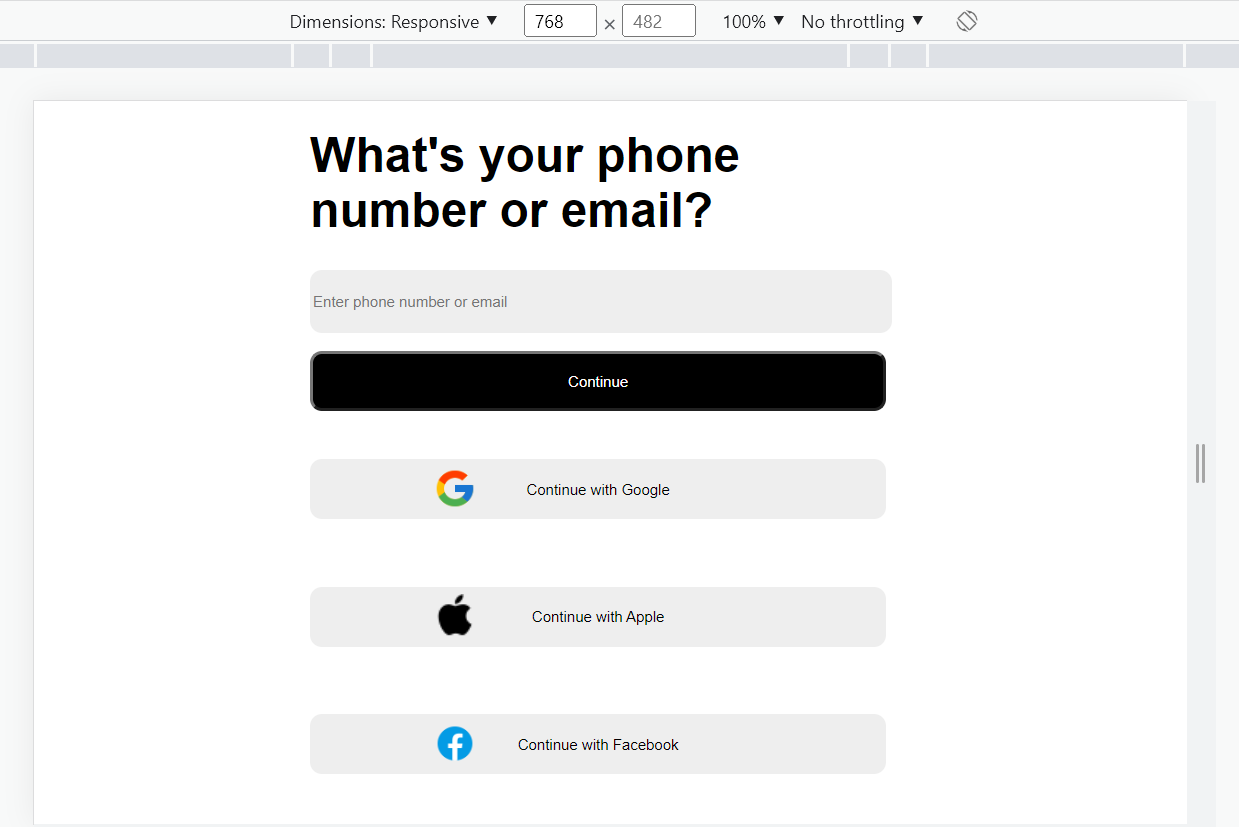 Dimensions: Responsive ▼ 768 × 482 100% ▼ No throttling ▼
What's your phone
number or email?
Enter phone number or email
Continue
Continue with Google
Continue with Apple
Continue with Facebook